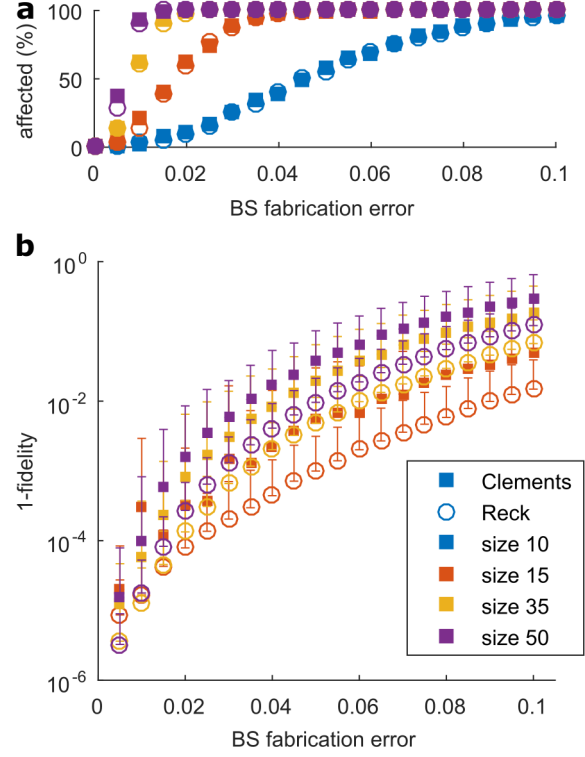 a
affected (%)
100
50
0
0
0.02
0.04
0.06
0.08
0.1
BS fabrication error
b
1-fidelity
10^0
10^-2
10^-4
10^-6
Clements
Reck
size 10
size 15
size 35
size 50
0
0.02
0.04
0.06
0.08
0.1
BS fabrication error